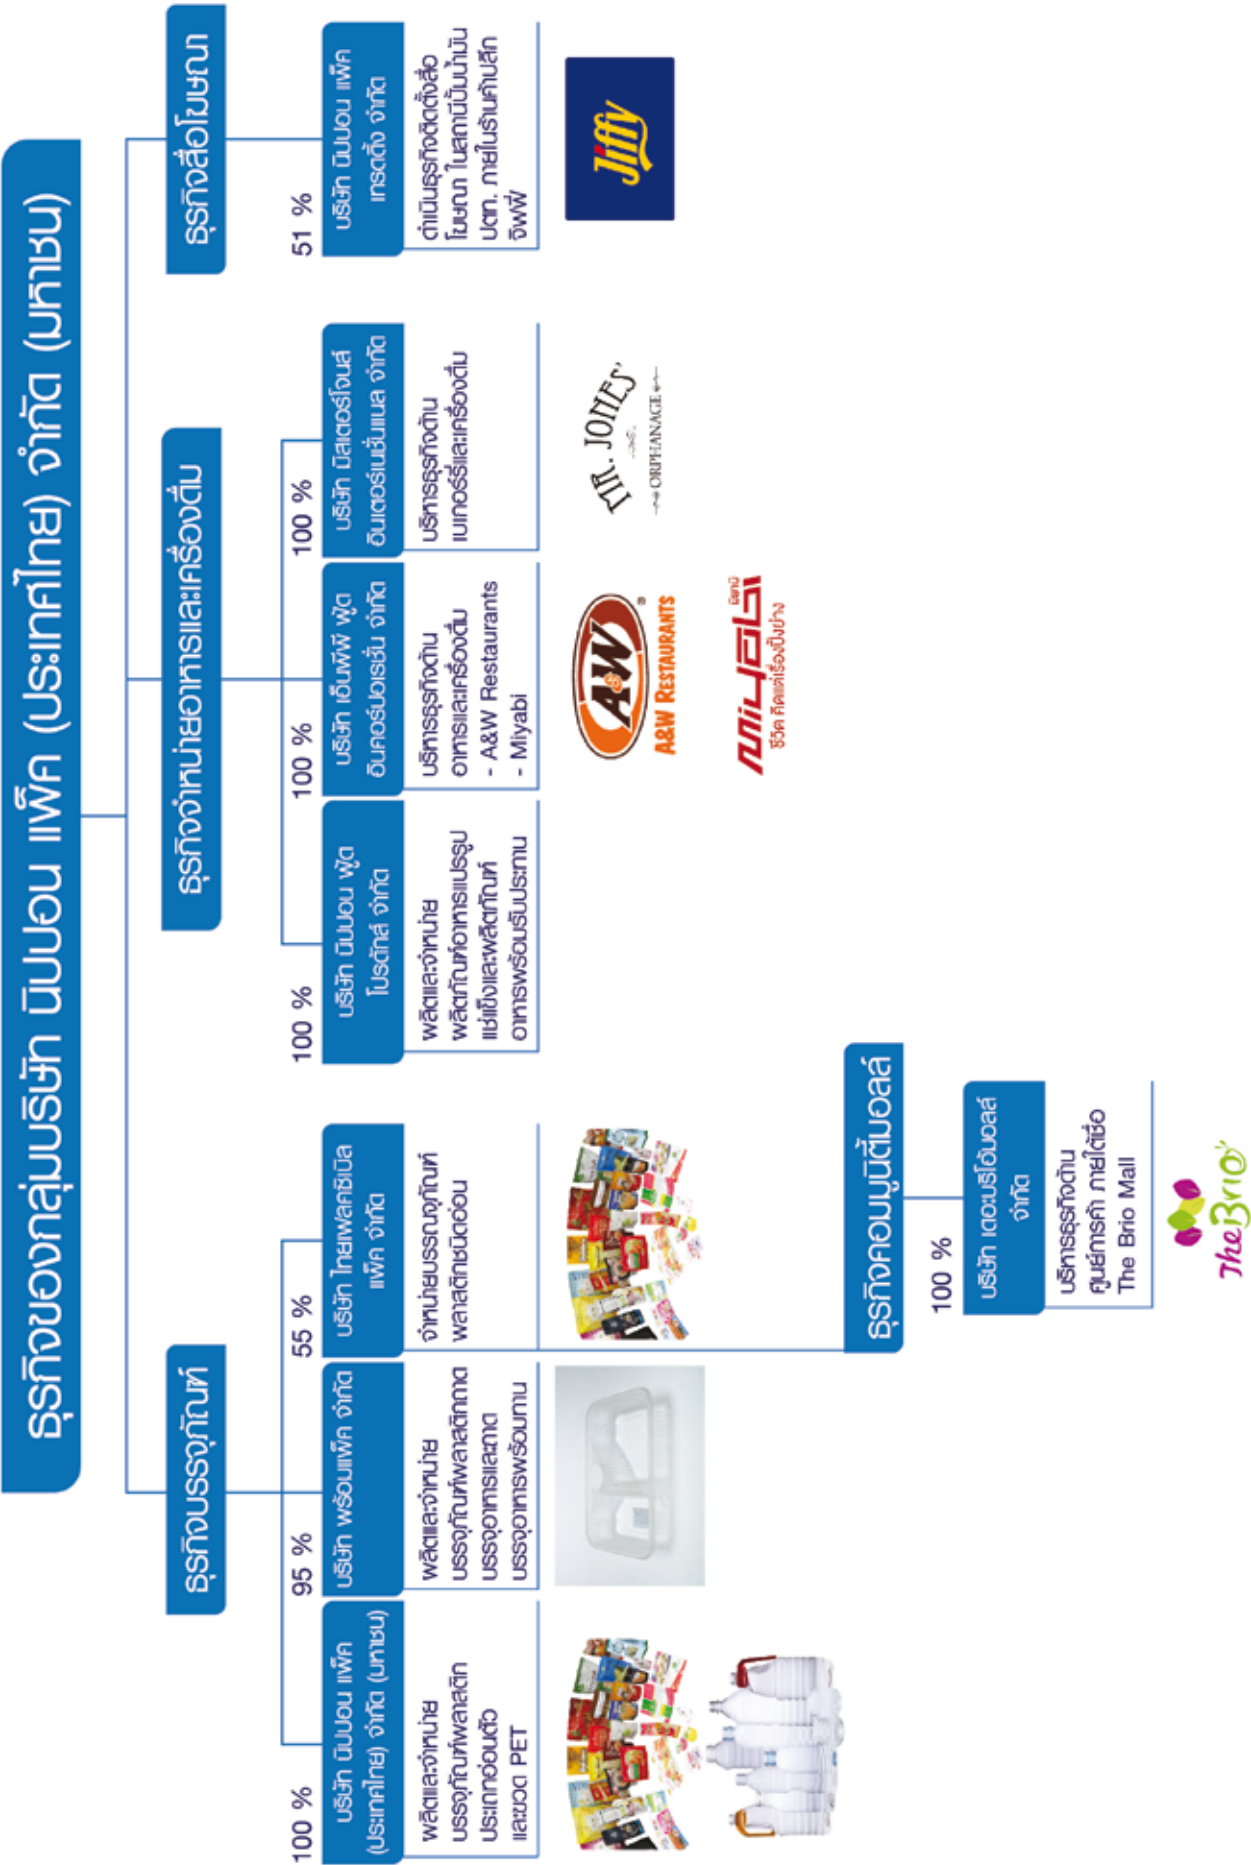 ธุรกิจของกลุ่มบริษัท นิปปอน แพ็ค (ประเทศไทย) จำกัด (มหาชน)
ธุรกิจบรรจุภัณฑ์
100 %
บริษัท นิปปอน แพ็ค
(ประเทศไทย) จำกัด (มหาชน)
ผลิตและจำหน่าย
บรรจุภัณฑ์พลาสติก
ประเภทอ่อนตัว
และขวด PET
95 %
บริษัท พร้อมแพ็ค จำกัด
ผลิตและจำหน่าย
บรรจุภัณฑ์พลาสติกถาด
บรรจุอาหารและถาด
บรรจุอาหารพร้อมทาน
55 %
บริษัท ไทยเฟลคซิเบิล
แพ็ค จำกัด
จำหน่ายบรรณจุภัณฑ์
พลาสติกชนิดอ่อน
ธุรกิจจำหน่ายอาหารและเครื่องดื่ม
100 %
บริษัท นิปปอน ฟู้ด
โปรดักส์ จำกัด
ผลิตและจำหน่าย
ผลิตภัณฑ์อาหารแปรรูป
แช่แข็งและผลิตภัณฑ์
อาหารพร้อมรับประทาน
100 %
บริษัท เอ็นพีพี ฟู้ด
อินคอร์ปอเรชั่น จำกัด
บริหารธุรกิจด้าน
อาหารและเครื่องดื่ม
- A&W Restaurants
- Miyabi
A&W
®
A&W RESTAURANTS
miyabi
มิยาบิ
ชีวิต คิดแต่เรื่องปิ้งย่าง
100 %
บริษัท มิสเตอร์โจนส์
อินเตอร์เนชั่นแนล จำกัด
บริหารธุรกิจด้าน
เบเกอร์รี่และเครื่องดื่ม
MR. JONES'
ORPHANAGE
ธุรกิจสื่อโฆษณา
51 %
บริษัท นิปปอน แพ็ค
เทรดดิ้ง จำกัด
ดำเนินธุรกิจติดตั้งสื่อ
โฆษณา ในสถานีปั๊มน้ำมัน
ปตท. ภายในร้านค้าปลีก
จิฟฟี่
Jiffy
ธุรกิจคอมมูนิตี้มอลล์
100 %
บริษัท เดอะบริโอ้มอลล์
จำกัด
บริหารธุรกิจด้าน
ศูนย์การค้า ภายใต้ชื่อ
The Brio Mall
The Brio